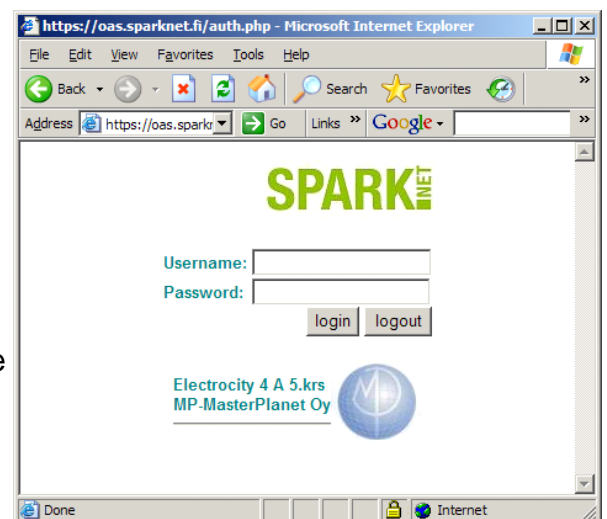 https://oas.sparknet.fi/auth.php - Microsoft Internet Explorer
File Edit View Favorites Tools Help
Back Search Favorites »
Address https://oas.spark Go Links » Google »
SPARK NET
Username:
Password:
login logout
e
Electrocity 4 A 5.krs
MP-MasterPlanet Oy
Done Internet